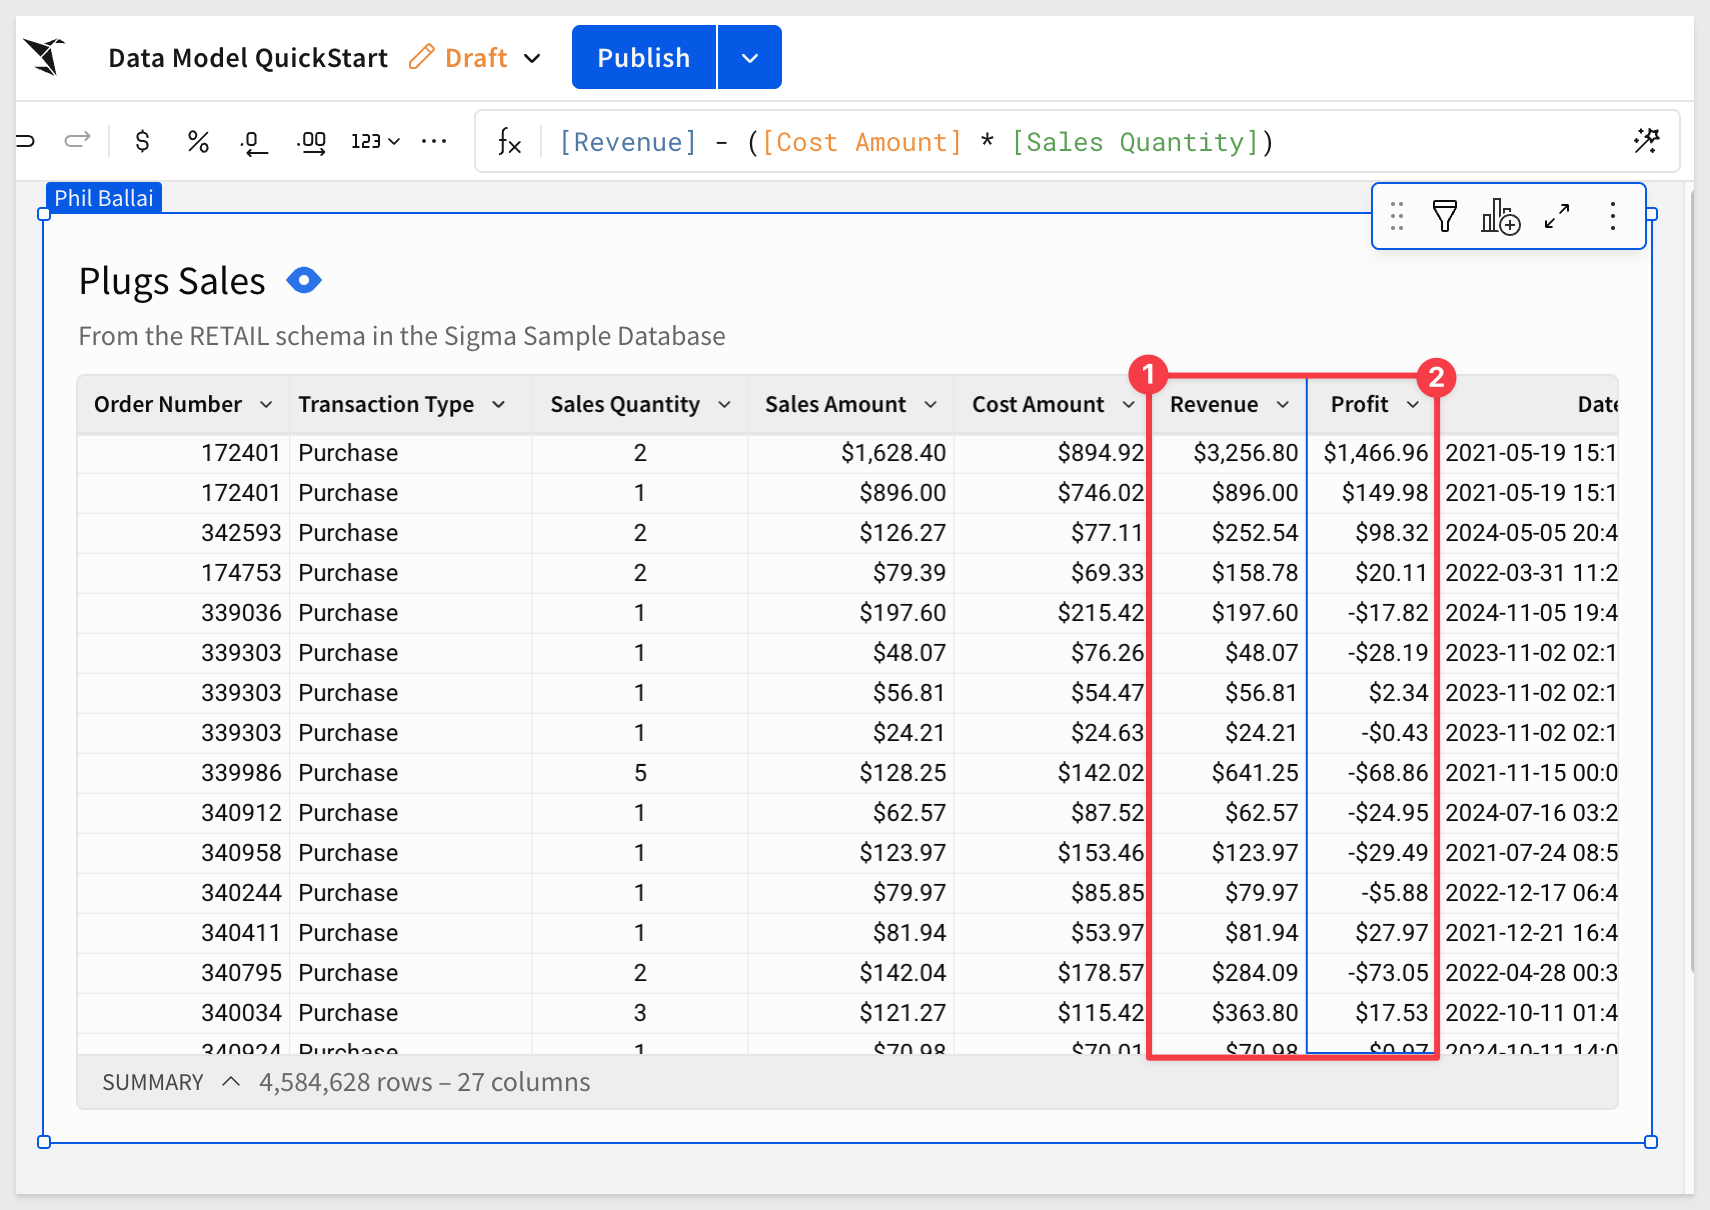 Data Model QuickStart Draft Publish
$ % .0 .00 123 ... fx [Revenue] - ([Cost Amount] * [Sales Quantity])
Phil Ballai
Plugs Sales
From the RETAIL schema in the Sigma Sample Database
1 2
Order Number Transaction Type Sales Quantity Sales Amount Cost Amount Revenue Profit Date
172401 Purchase 2 $1,628.40 $894.92 $3,256.80 $1,466.96 2021-05-19 15:1
172401 Purchase 1 $896.00 $746.02 $896.00 $149.98 2021-05-19 15:1
342593 Purchase 2 $126.27 $77.11 $252.54 $98.32 2024-05-05 20:4
174753 Purchase 2 $79.39 $69.33 $158.78 $20.11 2022-03-31 11:2
339036 Purchase 1 $197.60 $215.42 $197.60 -$17.82 2024-11-05 19:4
339303 Purchase 1 $48.07 $76.26 $48.07 -$28.19 2023-11-02 02:1
339303 Purchase 1 $56.81 $54.47 $56.81 $2.34 2023-11-02 02:1
339303 Purchase 1 $24.21 $24.63 $24.21 -$0.43 2023-11-02 02:1
339986 Purchase 5 $128.25 $142.02 $641.25 -$68.86 2021-11-15 00:0
340912 Purchase 1 $62.57 $87.52 $62.57 -$24.95 2024-07-16 03:2
340958 Purchase 1 $123.97 $153.46 $123.97 -$29.49 2021-07-24 08:5
340244 Purchase 1 $79.97 $85.85 $79.97 -$5.88 2022-12-17 06:4
340411 Purchase 1 $81.94 $53.97 $81.94 $27.97 2021-12-21 16:4
340795 Purchase 2 $142.04 $178.57 $284.09 -$73.05 2022-04-28 00:3
340034 Purchase 3 $121.27 $115.42 $363.80 $17.53 2022-10-11 01:4
340924 Purchase 1 $70.98 $70.01 $70.98 $0.97 2024-10-11 14:0
SUMMARY 4,584,628 rows – 27 columns